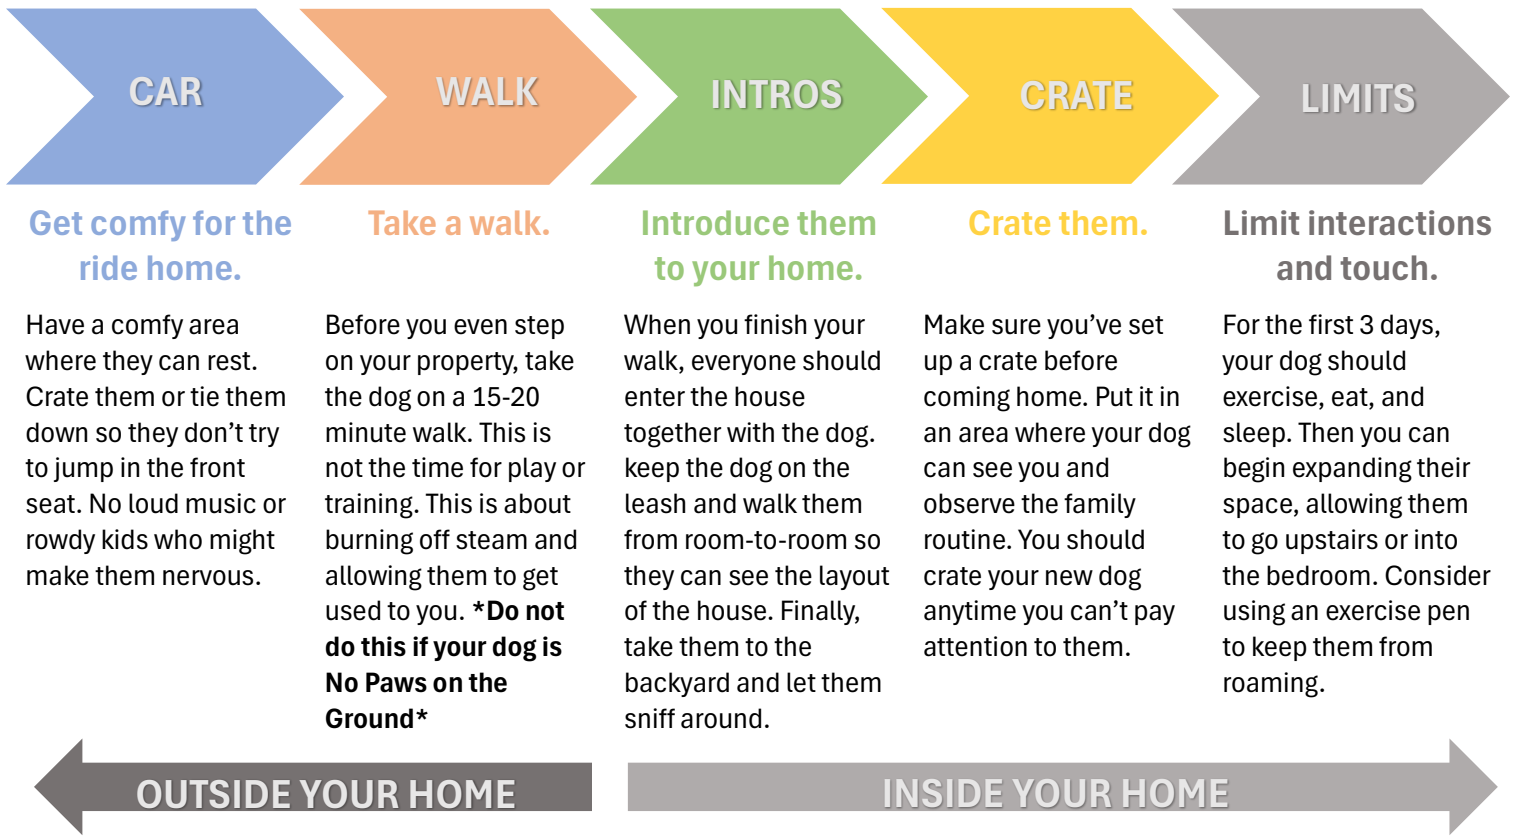 CAR
WALK
INTROS
CRATE
LIMITS
Get comfy for the
ride home.
Have a comfy area
where they can rest.
Crate them or tie them
down so they don’t try
to jump in the front
seat. No loud music or
rowdy kids who might
make them nervous.
Take a walk.
Before you even step
on your property, take
the dog on a 15-20
minute walk. This is
not the time for play or
training. This is about
burning off steam and
allowing them to get
used to you. *Do not
do this if your dog is
No Paws on the
Ground*
Introduce them
to your home.
When you finish your
walk, everyone should
enter the house
together with the dog.
keep the dog on the
leash and walk them
from room-to-room so
they can see the layout
of the house. Finally,
take them to the
backyard and let them
sniff around.
Crate them.
Make sure you’ve set
up a crate before
coming home. Put it in
an area where your dog
can see you and
observe the family
routine. You should
crate your new dog
anytime you can’t pay
attention to them.
Limit interactions
and touch.
For the first 3 days,
your dog should
exercise, eat, and
sleep. Then you can
begin expanding their
space, allowing them
to go upstairs or into
the bedroom. Consider
using an exercise pen
to keep them from
roaming.
OUTSIDE YOUR HOME
INSIDE YOUR HOME